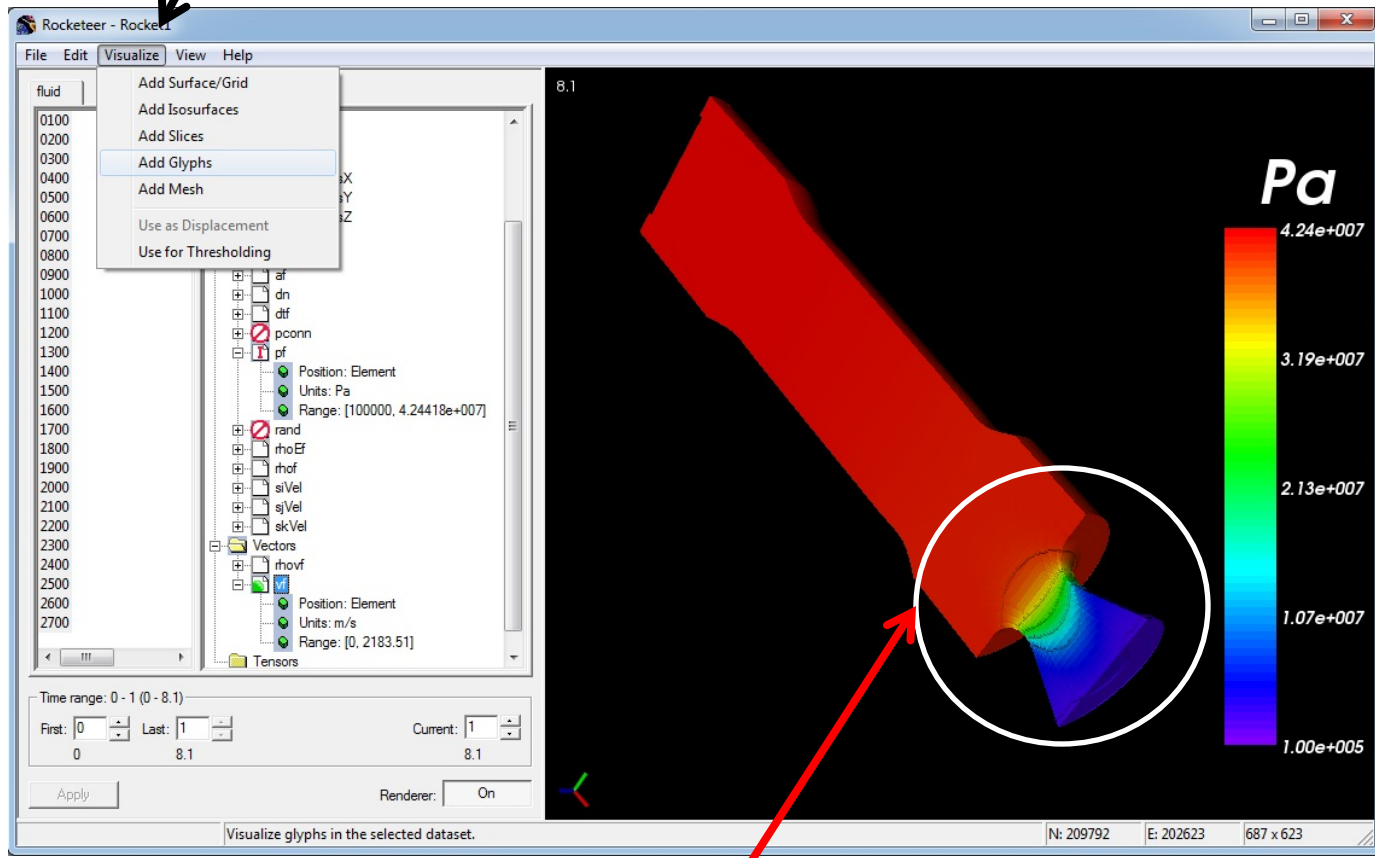 Rocketeer - Rocket1
File Edit Visualize View Help
Add Surface/Grid
Add Isosurfaces
Add Slices
Add Glyphs
Add Mesh
Use as Displacement
Use for Thresholding
fluid
0100
0200
0300
0400
0500
0600
0700
0800
0900
1000
1100
1200
1300
1400
1500
1600
1700
1800
1900
2000
2100
2200
2300
2400
2500
2600
2700
af
dn
dtf
pconn
pf
Position: Element
Units: Pa
Range: [100000, 4.24418e+007]
rand
rhoEf
rhof
siVel
sjVel
skVel
Vectors
rhovf
vf
Position: Element
Units: m/s
Range: [0, 2183.51]
Tensors
Time range: 0 - 1 (0 - 8.1)
First: 0 Last: 1 Current: 1
0 8.1 8.1
Apply Renderer: On
8.1
Pa
4.24e+007
3.19e+007
2.13e+007
1.07e+007
1.00e+005
Visualize glyphs in the selected dataset. N: 209792 E: 202623 687 x 623